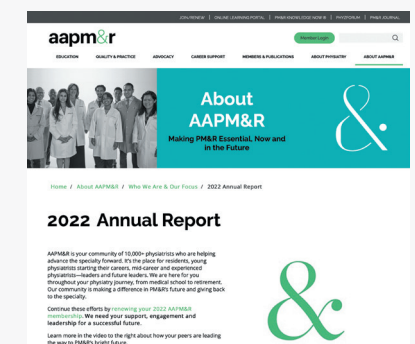 JOIN/RENEW | ONLINE LEARNING PORTAL | PM&R KNOWLEDGE NOW® | PHYZFORUM | PM&R JOURNAL
aapm&r
Member Login
EDUCATION QUALITY & PRACTICE ADVOCACY CAREER SUPPORT MEMBERS & PUBLICATIONS ABOUT PHYSIATRY ABOUT AAPM&R
About
AAPM&R
Making PM&R Essential, Now and
in the Future
&
Home / About AAPM&R / Who We Are & Our Focus / 2022 Annual Report
2022 Annual Report
AAPM&R is your community of 10,000+ physiatrists who are helping
advance the specialty forward. It's the place for residents, young
physiatrists starting their careers, mid-career and experienced
physiatrists—leaders and future leaders. We are here for you
throughout your physiatry journey, from medical school to retirement.
Our community is making a difference in PM&R's future and giving back
to the specialty.
&
Continue these efforts by renewing your 2022 AAPM&R
membership. We need your support, engagement and
leadership for a successful future.
Learn more in the video to the right about how your peers are leading
the way to PM&R's bright future.